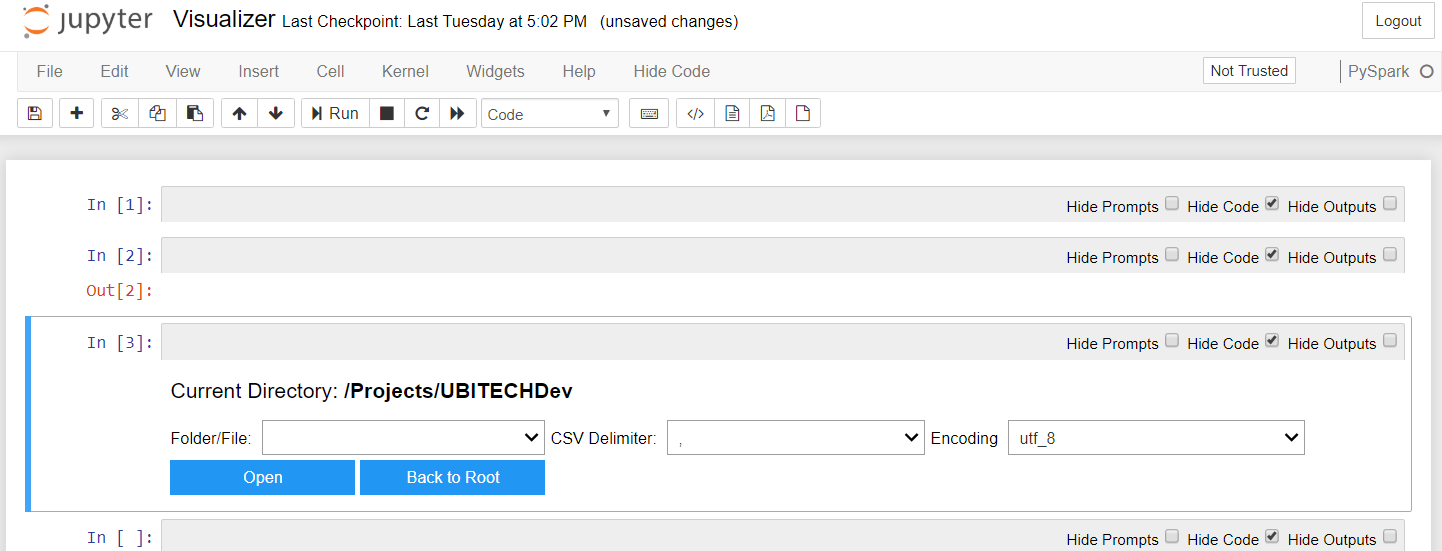 jupyter Visualizer Last Checkpoint: Last Tuesday at 5:02 PM (unsaved changes) Logout
File Edit View Insert Cell Kernel Widgets Help Hide Code Not Trusted PySpark
Run Code
In [1]: Hide Prompts Hide Code Hide Outputs
In [2]: Hide Prompts Hide Code Hide Outputs
Out[2]:
In [3]: Hide Prompts Hide Code Hide Outputs
Current Directory: /Projects/UBITECHDev
Folder/File: CSV Delimiter: , Encoding utf_8
Open Back to Root
In [ ]: Hide Prompts Hide Code Hide Outputs